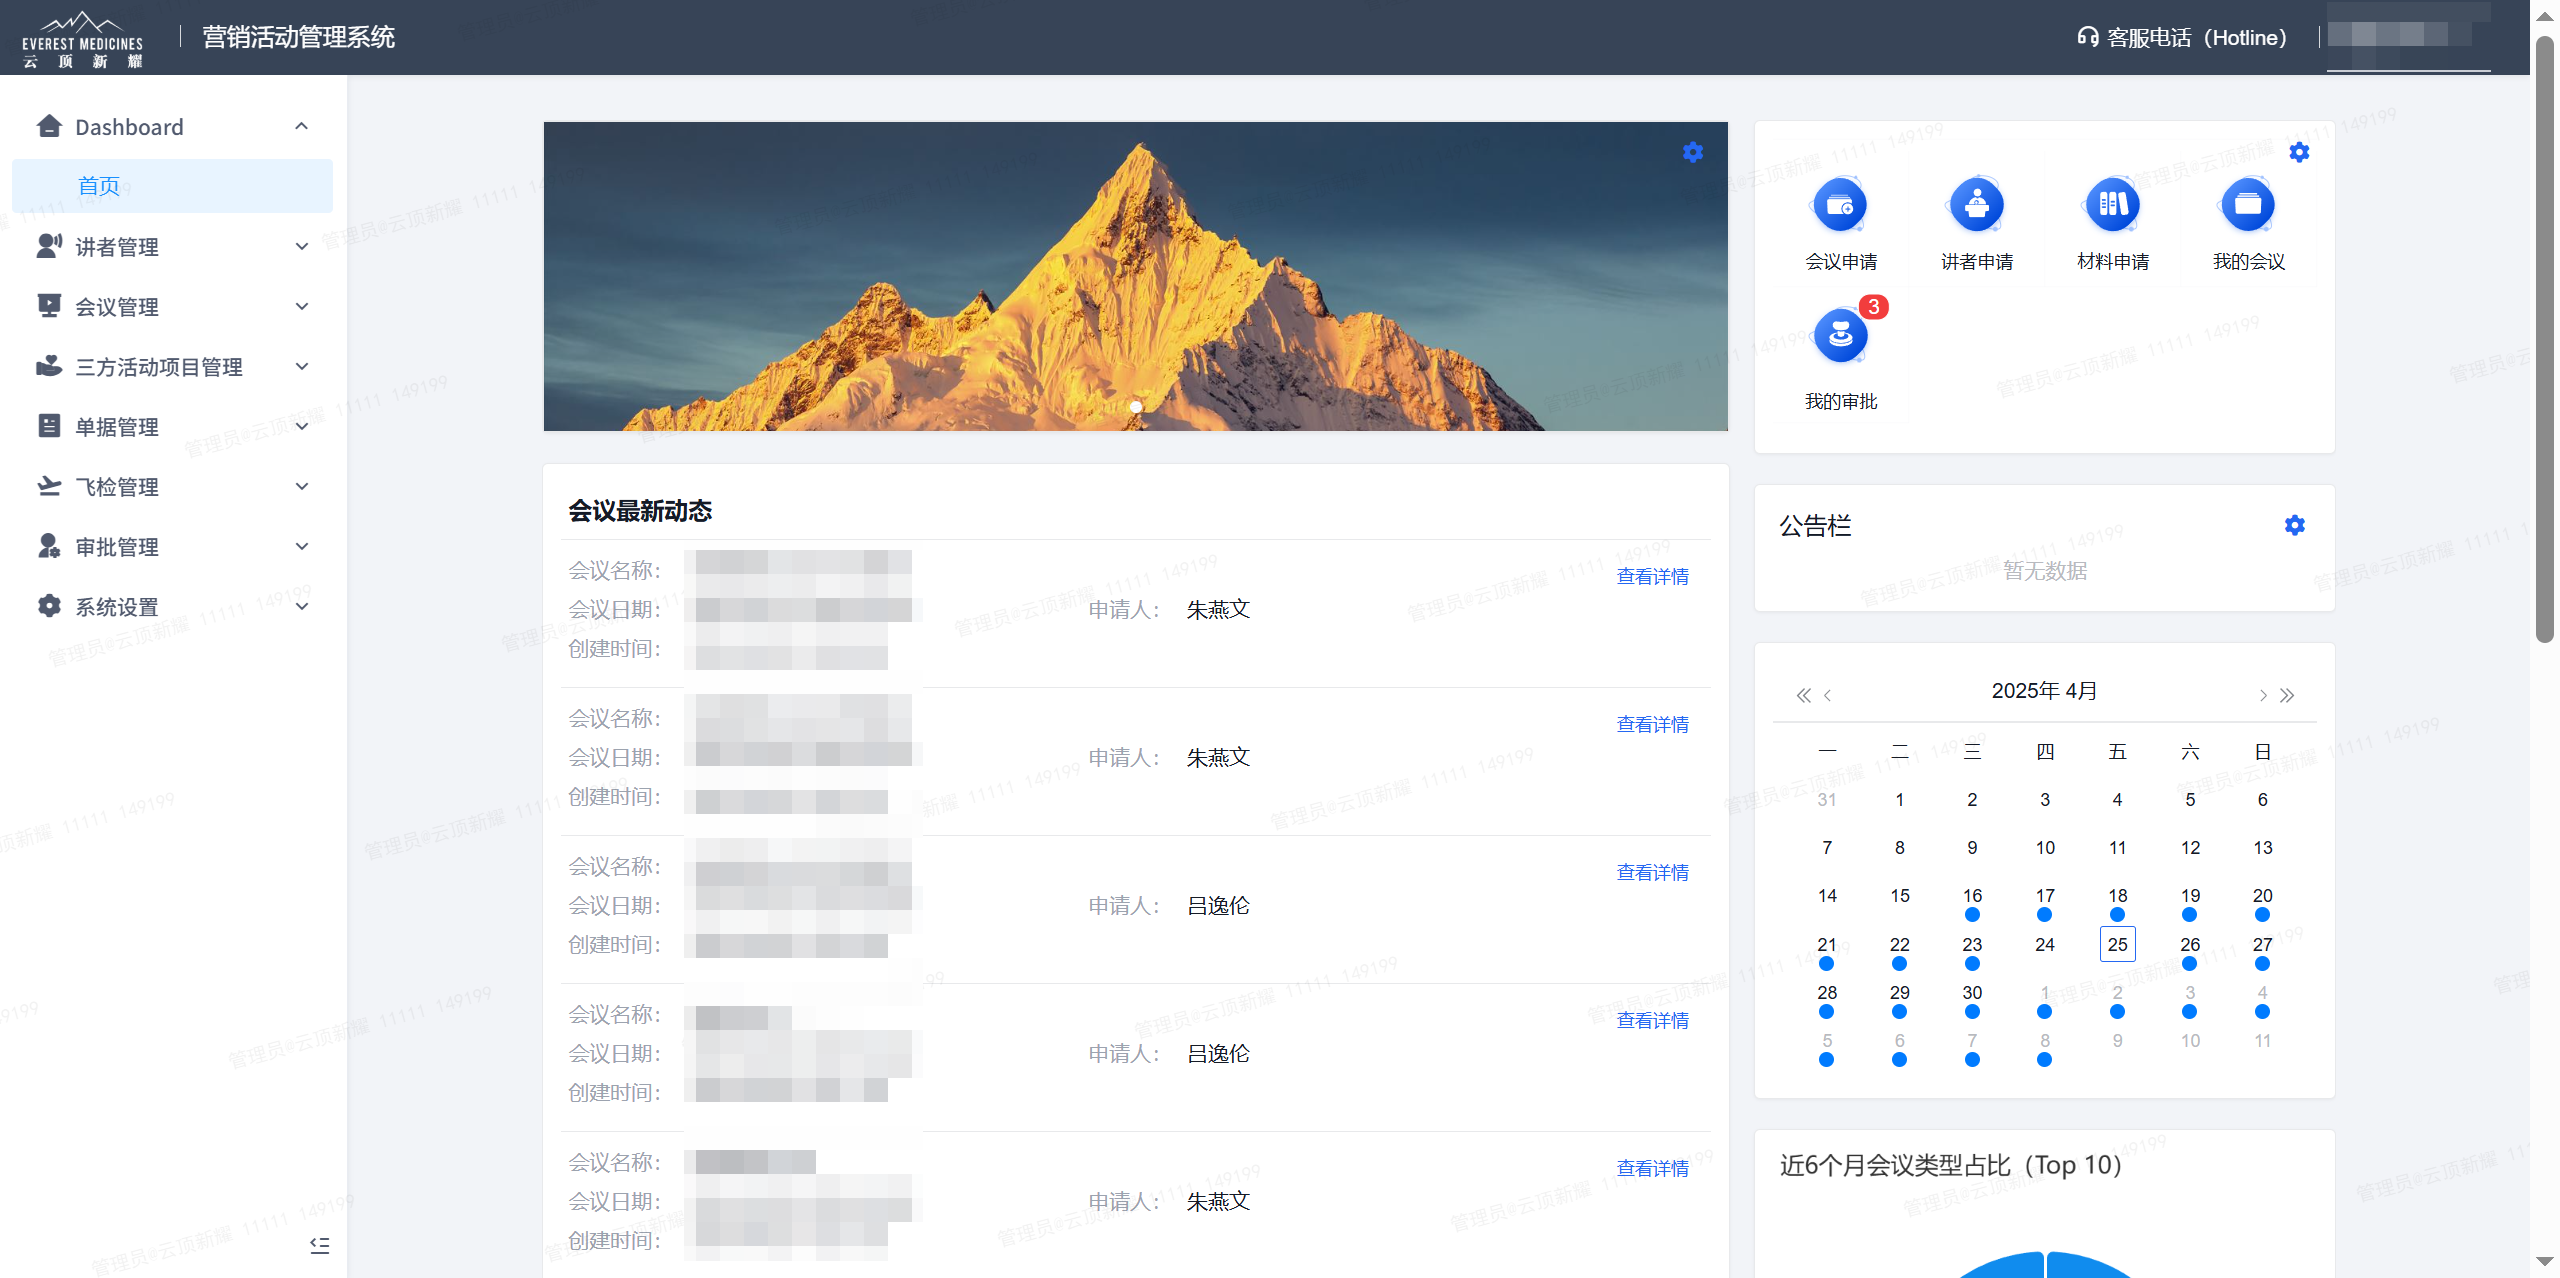 EVEREST MEDICINES
云顶新耀
营销活动管理系统
客服电话（Hotline）
Dashboard
首页
讲者管理
会议管理
三方活动项目管理
单据管理
飞检管理
审批管理
系统设置
会议申请
讲者申请
材料申请
我的会议
3
我的审批
会议最新动态
会议名称：
查看详情
会议日期：
申请人： 朱燕文
创建时间：
会议名称：
查看详情
会议日期：
申请人： 朱燕文
创建时间：
会议名称：
查看详情
会议日期：
申请人： 吕逸伦
创建时间：
会议名称：
查看详情
会议日期：
申请人： 吕逸伦
创建时间：
会议名称：
查看详情
会议日期：
申请人： 朱燕文
创建时间：
公告栏
暂无数据
2025年 4月
一 二 三 四 五 六 日
31 1 2 3 4 5 6
7 8 9 10 11 12 13
14 15 16 17 18 19 20
21 22 23 24 25 26 27
28 29 30 1 2 3 4
5 6 7 8 9 10 11
近6个月会议类型占比（Top 10）
管理员@云顶新耀 11111 149199